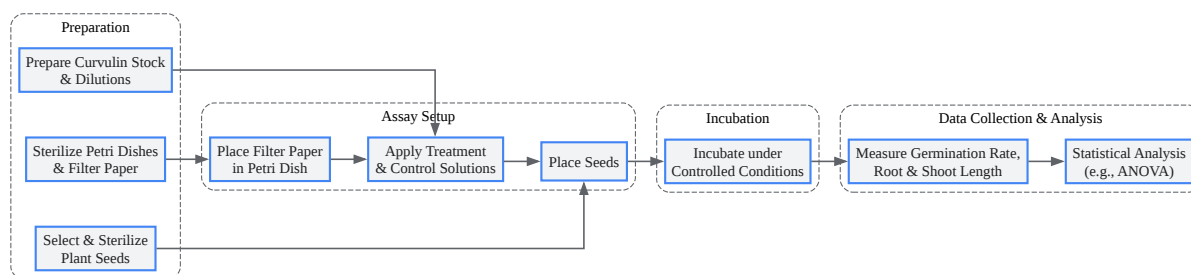 Preparation
Prepare Curvulin Stock
& Dilutions
Sterilize Petri Dishes
& Filter Paper
Select & Sterilize
Plant Seeds
Assay Setup
Place Filter Paper
in Petri Dish
Apply Treatment
& Control Solutions
Place Seeds
Incubation
Incubate under
Controlled Conditions
Data Collection & Analysis
Measure Germination Rate,
Root & Shoot Length
Statistical Analysis
(e.g., ANOVA)